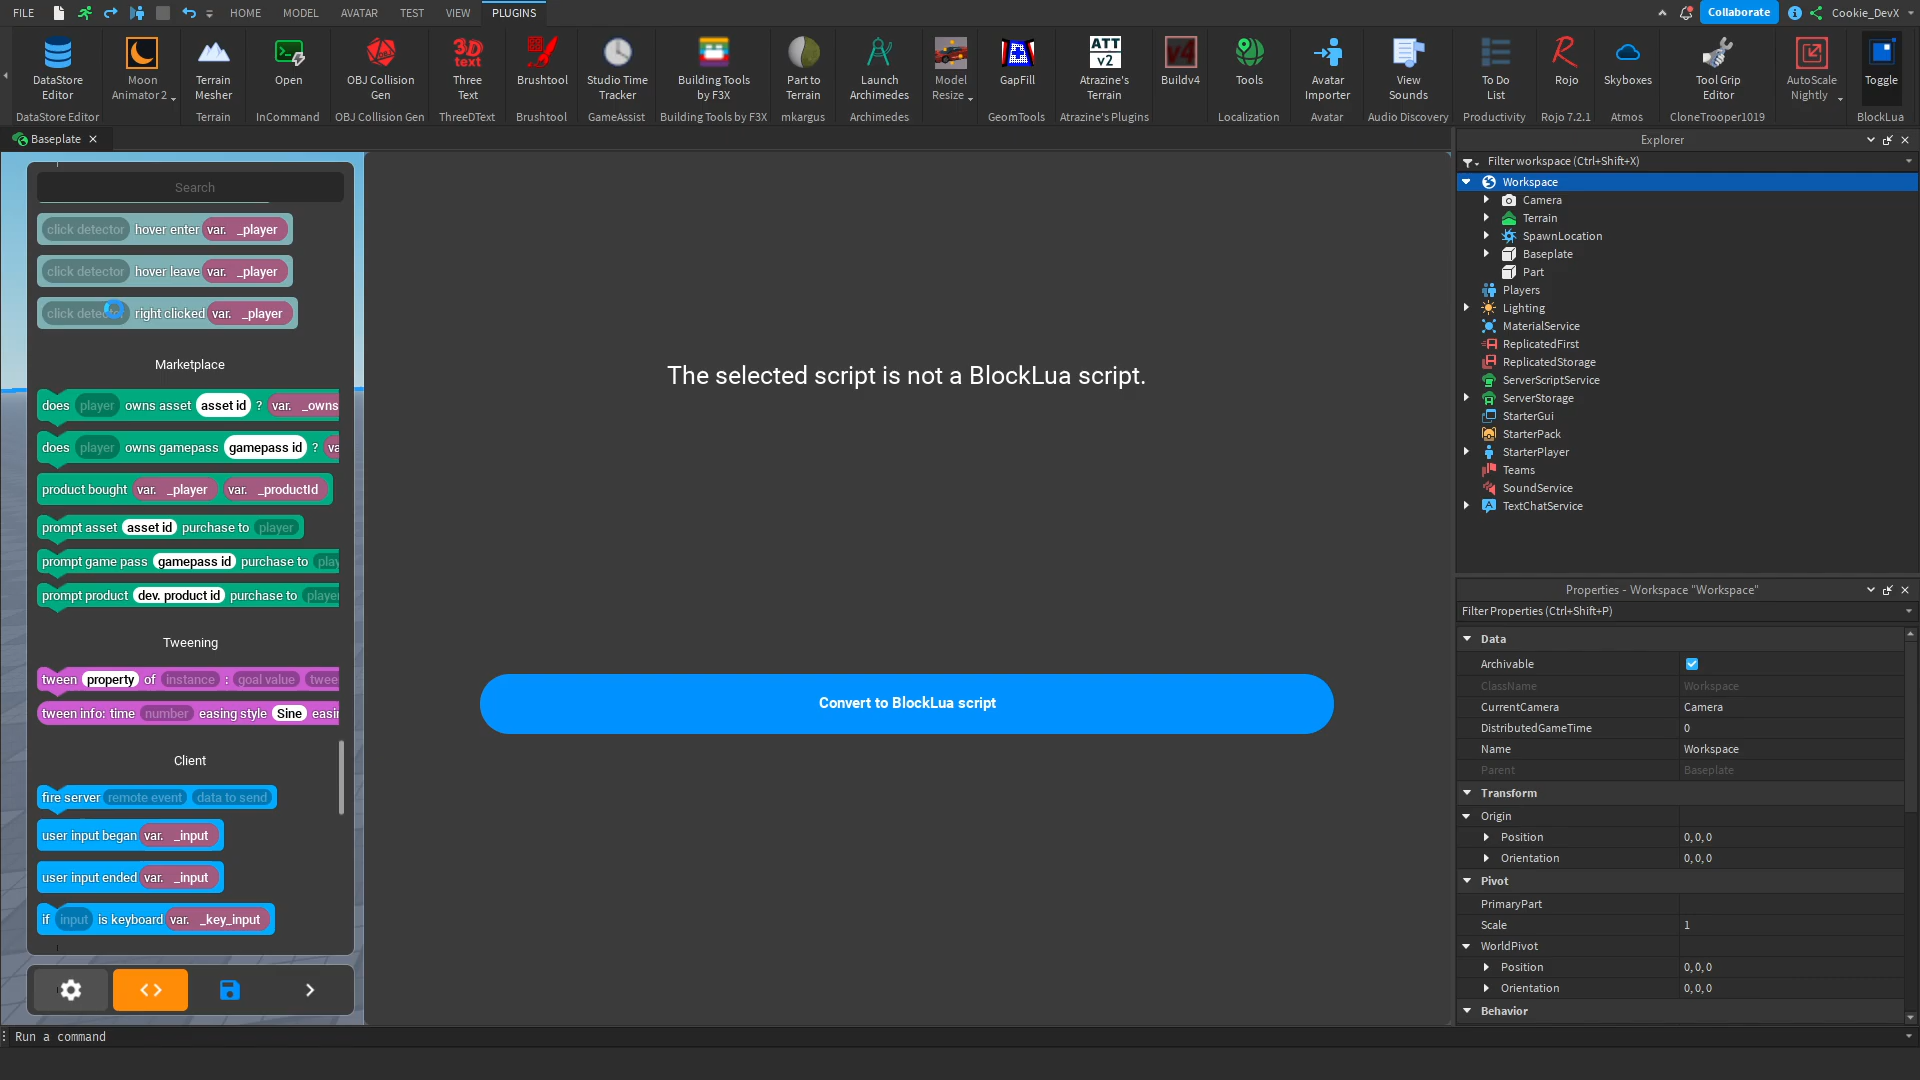 FILE HOME MODEL AVATAR TEST VIEW PLUGINS Collaborate Cookie_DevX
DataStore Editor
Moon Animator 2
Terrain Mesher
Open
OBJ Collision Gen
3D text
Three Text
Brushtool
Studio Time Tracker
Building Tools by F3X
Part to Terrain
Launch Archimedes
Model Resize
GapFill
ATT v2
Atrazine's Terrain
v4
Buildv4
Tools
Avatar Importer
View Sounds
To Do List
Rojo
Skyboxes
Tool Grip Editor
AutoScale Nightly
Toggle
DataStore Editor Terrain InCommand OBJ Collision Gen ThreeDText Brushtool GameAssist Building Tools by F3X mkargus Archimedes GeomTools Atrazine's Plugins Localization Avatar Audio Discovery Productivity Rojo 7.2.1 Atmos CloneTrooper1019 BlockLua
Baseplate
Search
click detector hover enter var. _player
click detector hover leave var. _player
click detector right clicked var. _player
Marketplace
does player owns asset asset id ? var. _owns
does player owns gamepass gamepass id ? va
product bought var. _player var. _productId
prompt asset asset id purchase to player
prompt game pass gamepass id purchase to play
prompt product dev. product id purchase to player
Tweening
tween property of instance : goal value twee
tween info: time number easing style Sine easin
Client
fire server remote event data to send
user input began var. _input
user input ended var. _input
if input is keyboard var. _key_input
The selected script is not a BlockLua script.
Convert to BlockLua script
Explorer
Filter workspace (Ctrl+Shift+X)
Workspace
Camera
Terrain
SpawnLocation
Baseplate
Part
Players
Lighting
MaterialService
ReplicatedFirst
ReplicatedStorage
ServerScriptService
ServerStorage
StarterGui
StarterPack
StarterPlayer
Teams
SoundService
TextChatService
Properties - Workspace "Workspace"
Filter Properties (Ctrl+Shift+P)
Data
Archivable
ClassName Workspace
CurrentCamera Camera
DistributedGameTime 0
Name Workspace
Parent Baseplate
Transform
Origin
Position 0, 0, 0
Orientation 0, 0, 0
Pivot
PrimaryPart
Scale 1
WorldPivot
Position 0, 0, 0
Orientation 0, 0, 0
Behavior
Run a command